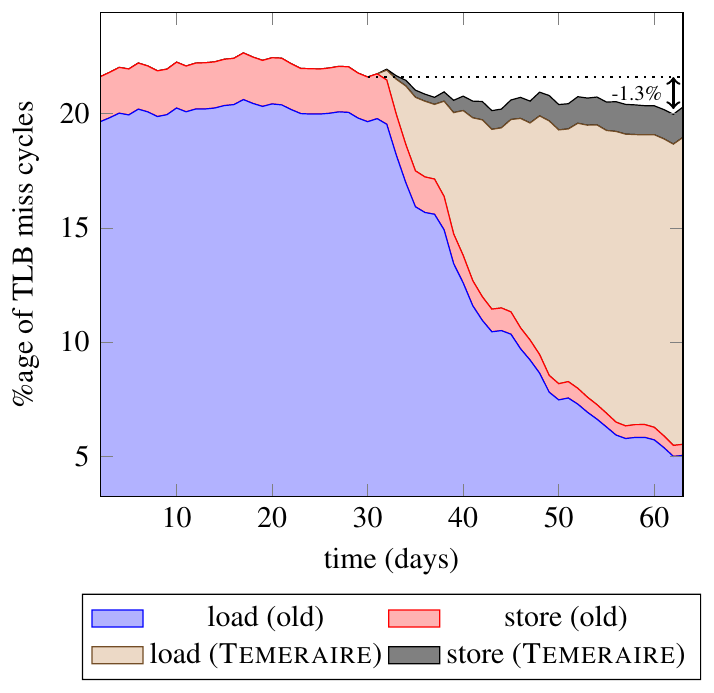 20
15
10
5
%age of TLB miss cycles
-1.3%
10 20 30 40 50 60
time (days)
load (old) store (old)
load (TEMERAIRE) store (TEMERAIRE)